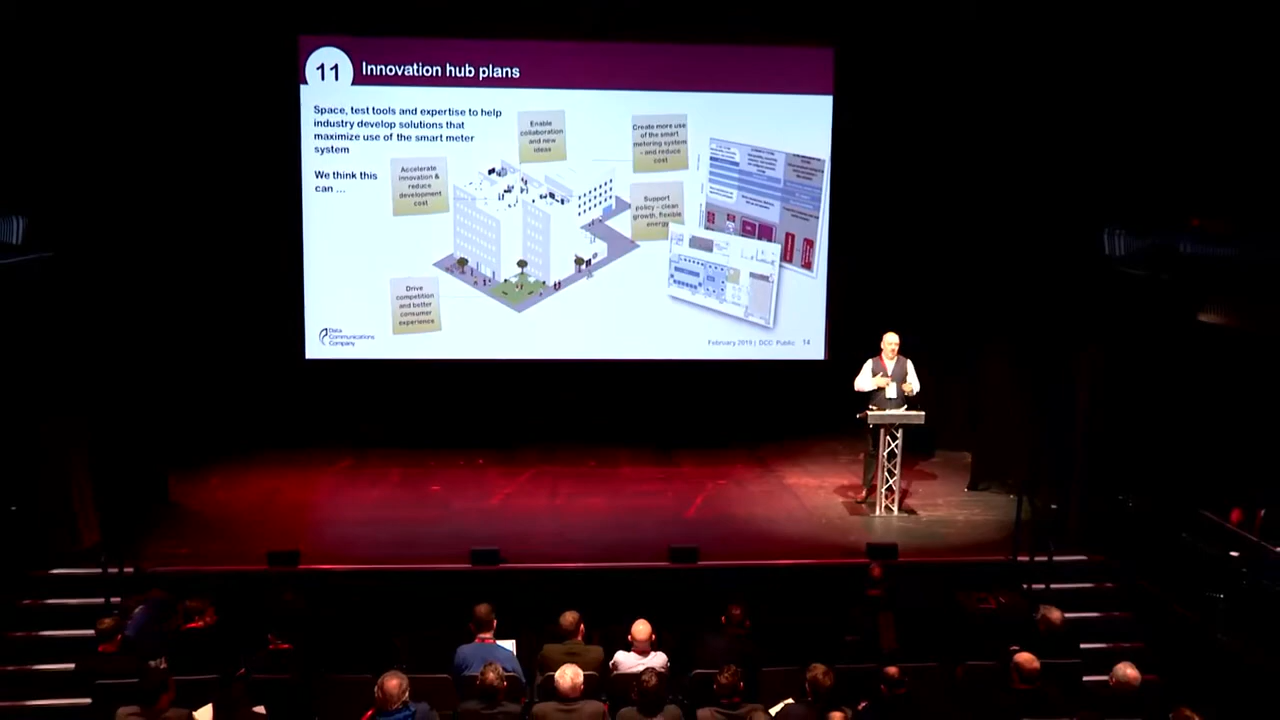 11
Innovation hub plans
Space, test tools and expertise to help
industry develop solutions that
maximize use of the smart meter
system
We think this
can ...
Accelerate
innovation &
reduce
development
cost
Enable
collaboration
and new
ideas
Create more use
of the smart
metering system
– and reduce
cost
Support
policy – clean
growth, flexible
energy
Drive
competition
and better
consumer
experience
Data
Communications
Company
February 2019 | DCC Public 14